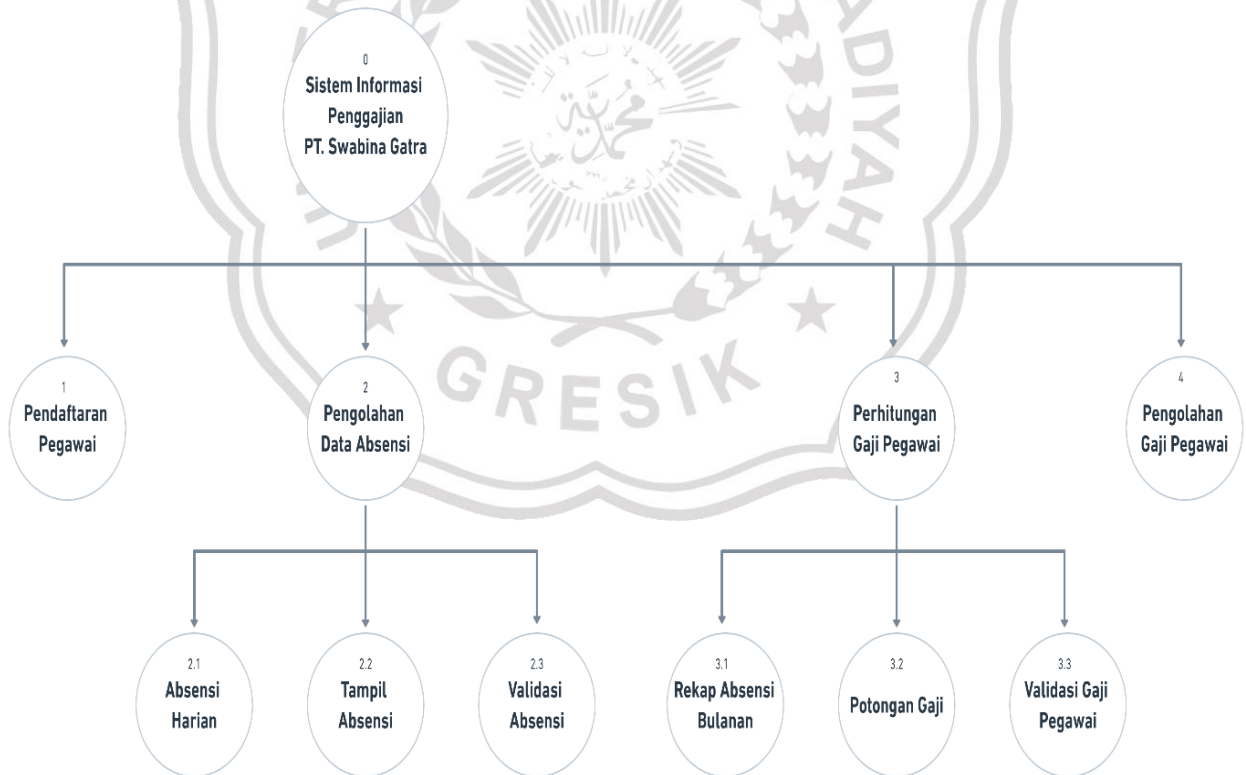 0
Sistem Informasi
Penggajian
PT. Swabina Gatra
GRESIK
1
Pendaftaran
Pegawai
2
Pengolahan
Data Absensi
3
Perhitungan
Gaji Pegawai
4
Pengolahan
Gaji Pegawai
2.1
Absensi
Harian
2.2
Tampil
Absensi
2.3
Validasi
Absensi
3.1
Rekap Absensi
Bulanan
3.2
Potongan Gaji
3.3
Validasi Gaji
Pegawai